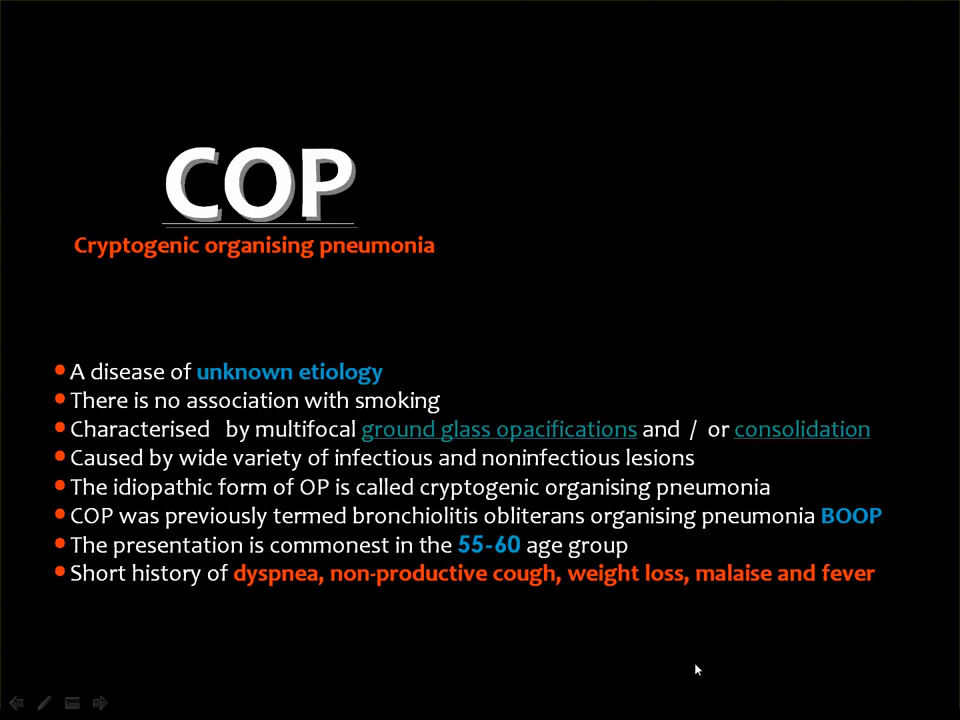 COP
Cryptogenic organising pneumonia
• A disease of unknown etiology
• There is no association with smoking
• Characterised by multifocal ground glass opacifications and / or consolidation
• Caused by wide variety of infectious and noninfectious lesions
• The idiopathic form of OP is called cryptogenic organising pneumonia
• COP was previously termed bronchiolitis obliterans organising pneumonia BOOP
• The presentation is commonest in the 55-60 age group
• Short history of dyspnea, non-productive cough, weight loss, malaise and fever